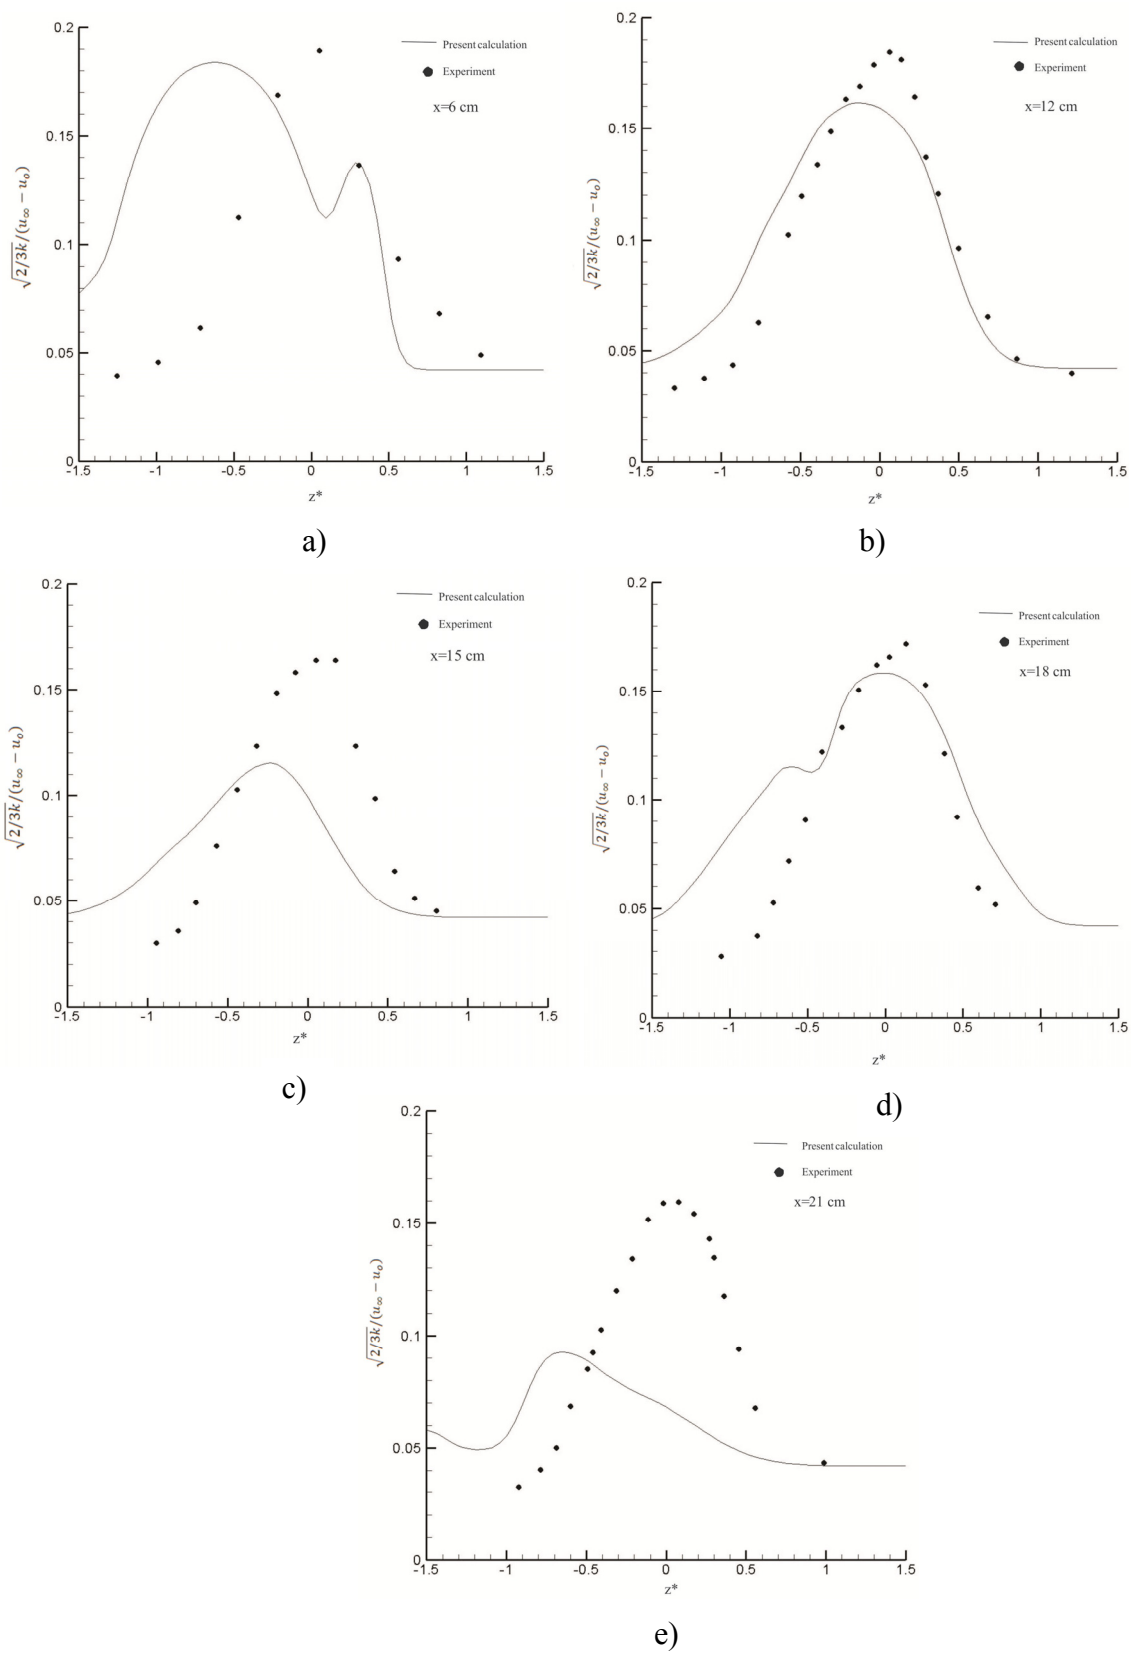 0.2
Present calculation
Experiment
x=6 cm
0.15
0.1
0.05
0
√2/3k/(u∞ − uo)
-1.5 -1 -0.5 0 0.5 1 1.5
z*
a)
0.2
Present calculation
Experiment
x=12 cm
0.15
0.1
0.05
0
√2/3k/(u∞ − uo)
-1.5 -1 -0.5 0 0.5 1 1.5
z*
b)
0.2
Present calculation
Experiment
x=15 cm
0.15
0.1
0.05
0
√2/3k/(u∞ − uo)
-1.5 -1 -0.5 0 0.5 1 1.5
z*
c)
0.2
Present calculation
Experiment
x=18 cm
0.15
0.1
0.05
0
√2/3k/(u∞ − uo)
-1.5 -1 -0.5 0 0.5 1 1.5
z*
d)
0.2
Present calculation
Experiment
x=21 cm
0.15
0.1
0.05
0
√2/3k/(u∞ − uo)
-1.5 -1 -0.5 0 0.5 1 1.5
z*
e)